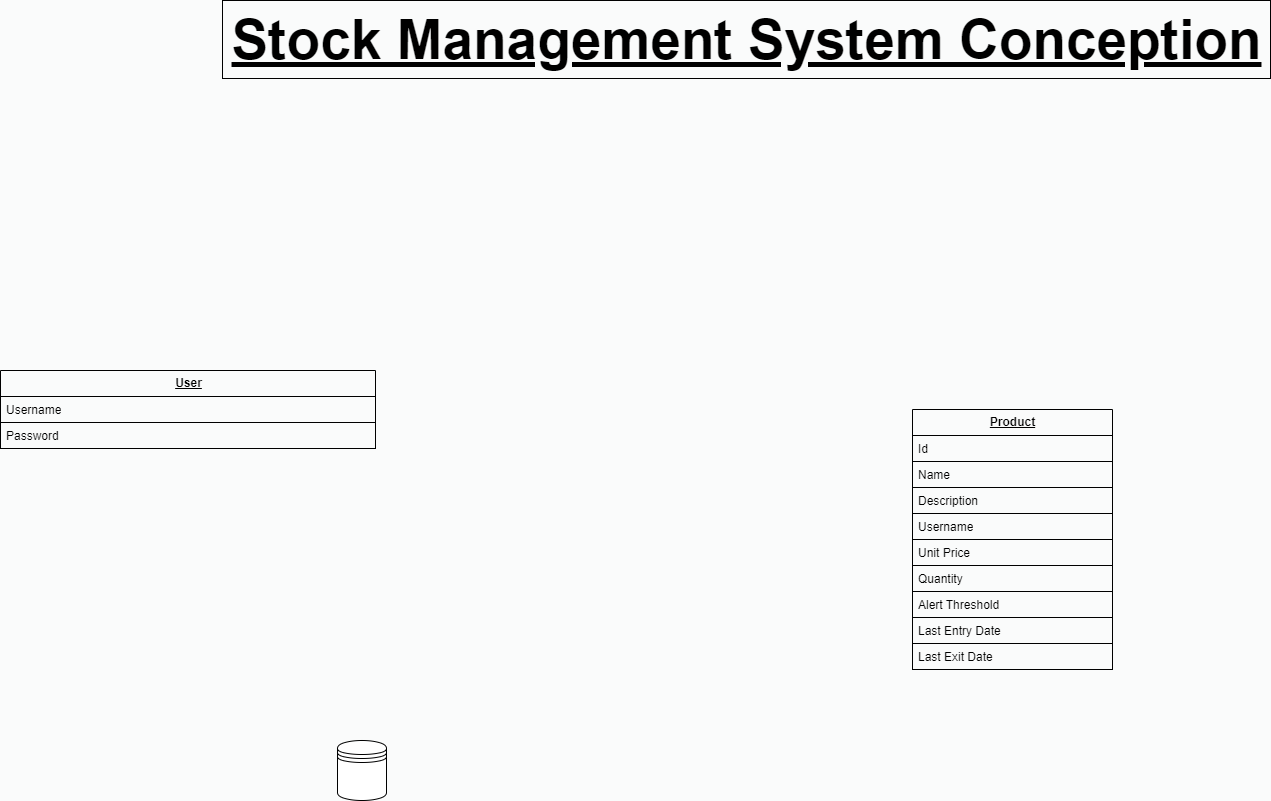 Stock Management System Conception
User
Username
Password
Product
Id
Name
Description
Username
Unit Price
Quantity
Alert Threshold
Last Entry Date
Last Exit Date